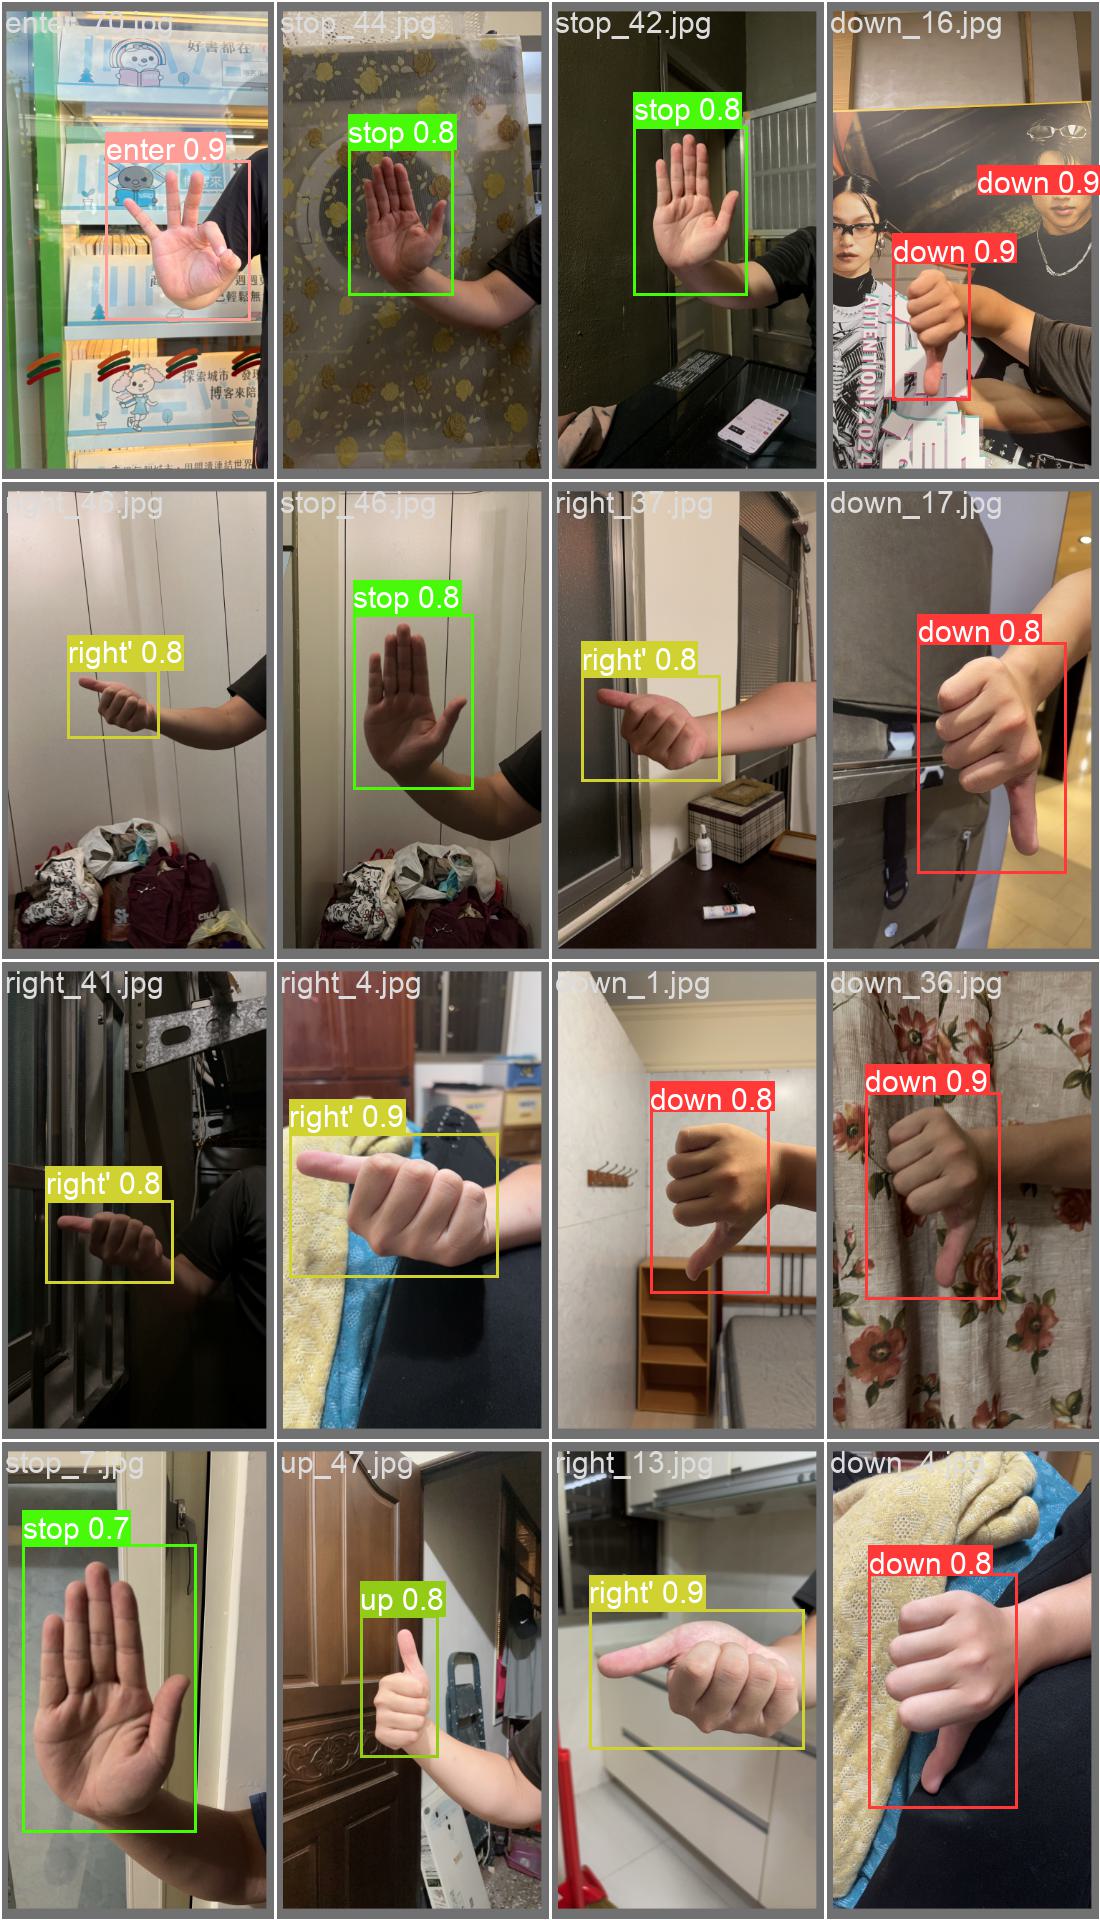 enter_70.jpg
好書都在
enter 0.9
博客來
探索城市
博客來陪
stop_44.jpg
stop 0.8
stop_42.jpg
stop 0.8
down_16.jpg
down 0.9
down 0.9
ATTENTION!2024
right_46.jpg
right' 0.8
stop_46.jpg
stop 0.8
right_37.jpg
right' 0.8
down_17.jpg
down 0.8
right_41.jpg
right' 0.8
right_4.jpg
right' 0.9
down_1.jpg
down 0.8
down_36.jpg
down 0.9
stop_7.jpg
stop 0.7
up_47.jpg
up 0.8
right_13.jpg
right' 0.9
down_4.jpg
down 0.8